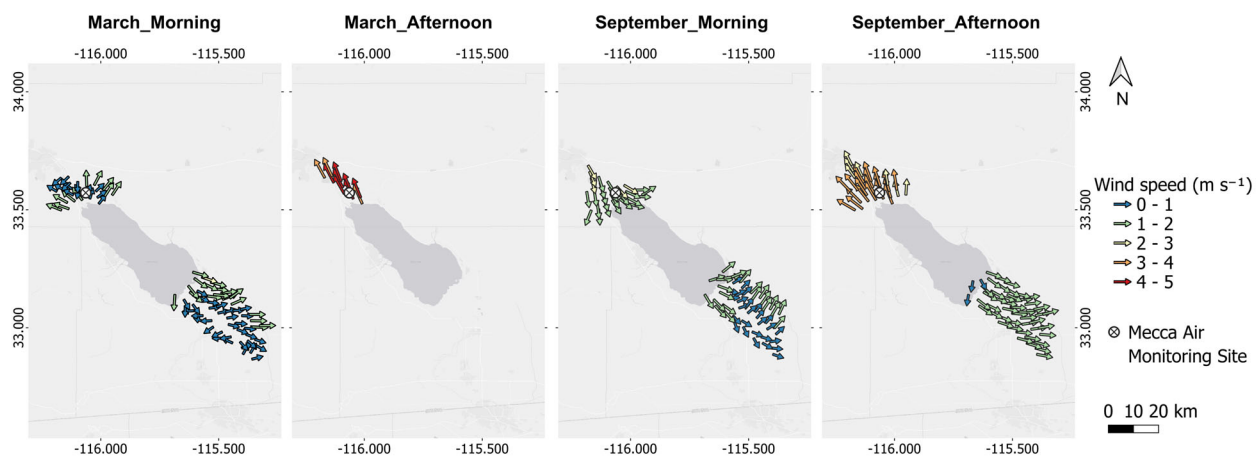 March_Morning
March_Afternoon
September_Morning
September_Afternoon
-116.000 -115.500
-116.000 -115.500
-116.000 -115.500
-116.000 -115.500
34.000
33.500
33.000
34.000
33.500
33.000
N
Wind speed (m s⁻¹)
0 - 1
1 - 2
2 - 3
3 - 4
4 - 5
Mecca Air
Monitoring Site
0 10 20 km
-116.000 -115.500
-116.000 -115.500
-116.000 -115.500
-116.000 -115.500